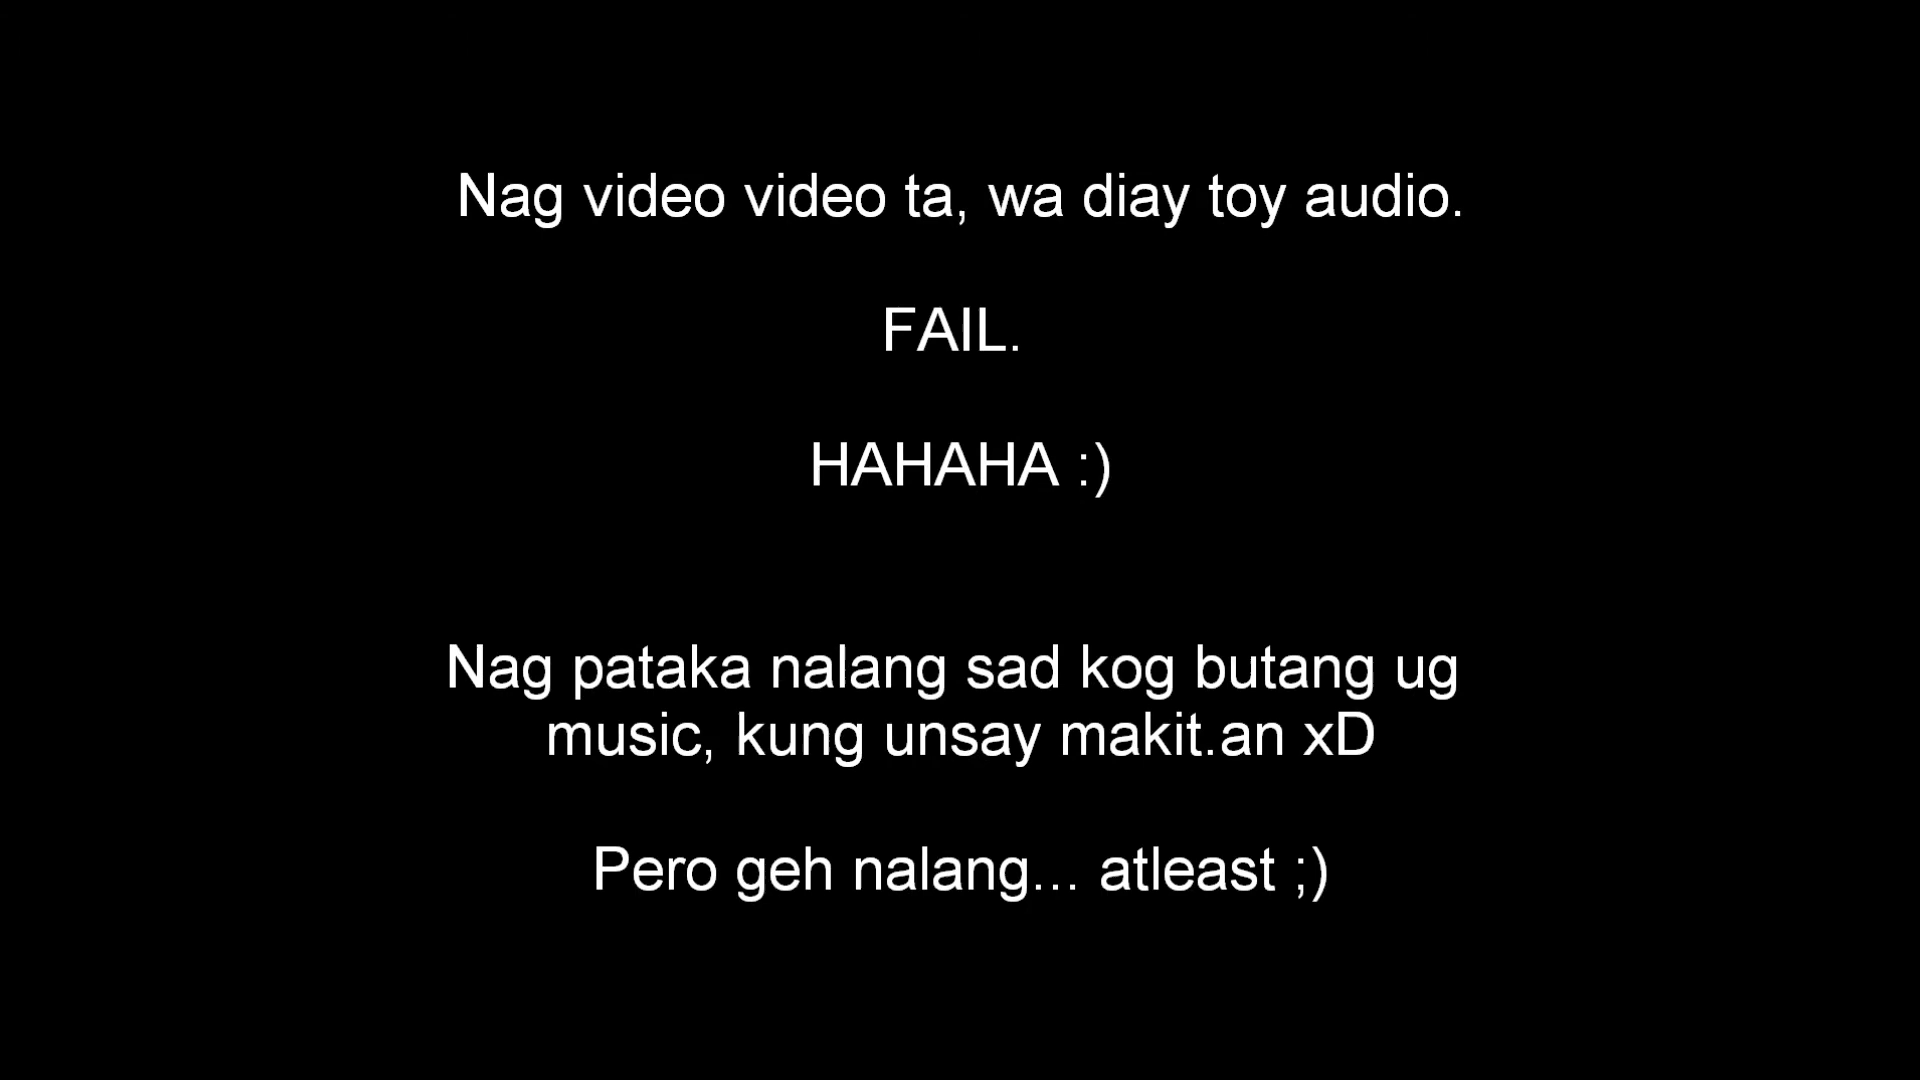 Nag video video ta, wa diay toy audio.
FAIL.
HAHAHA :)
Nag pataka nalang sad kog butang ug
music, kung unsay makit.an xD
Pero geh nalang... atleast ;)